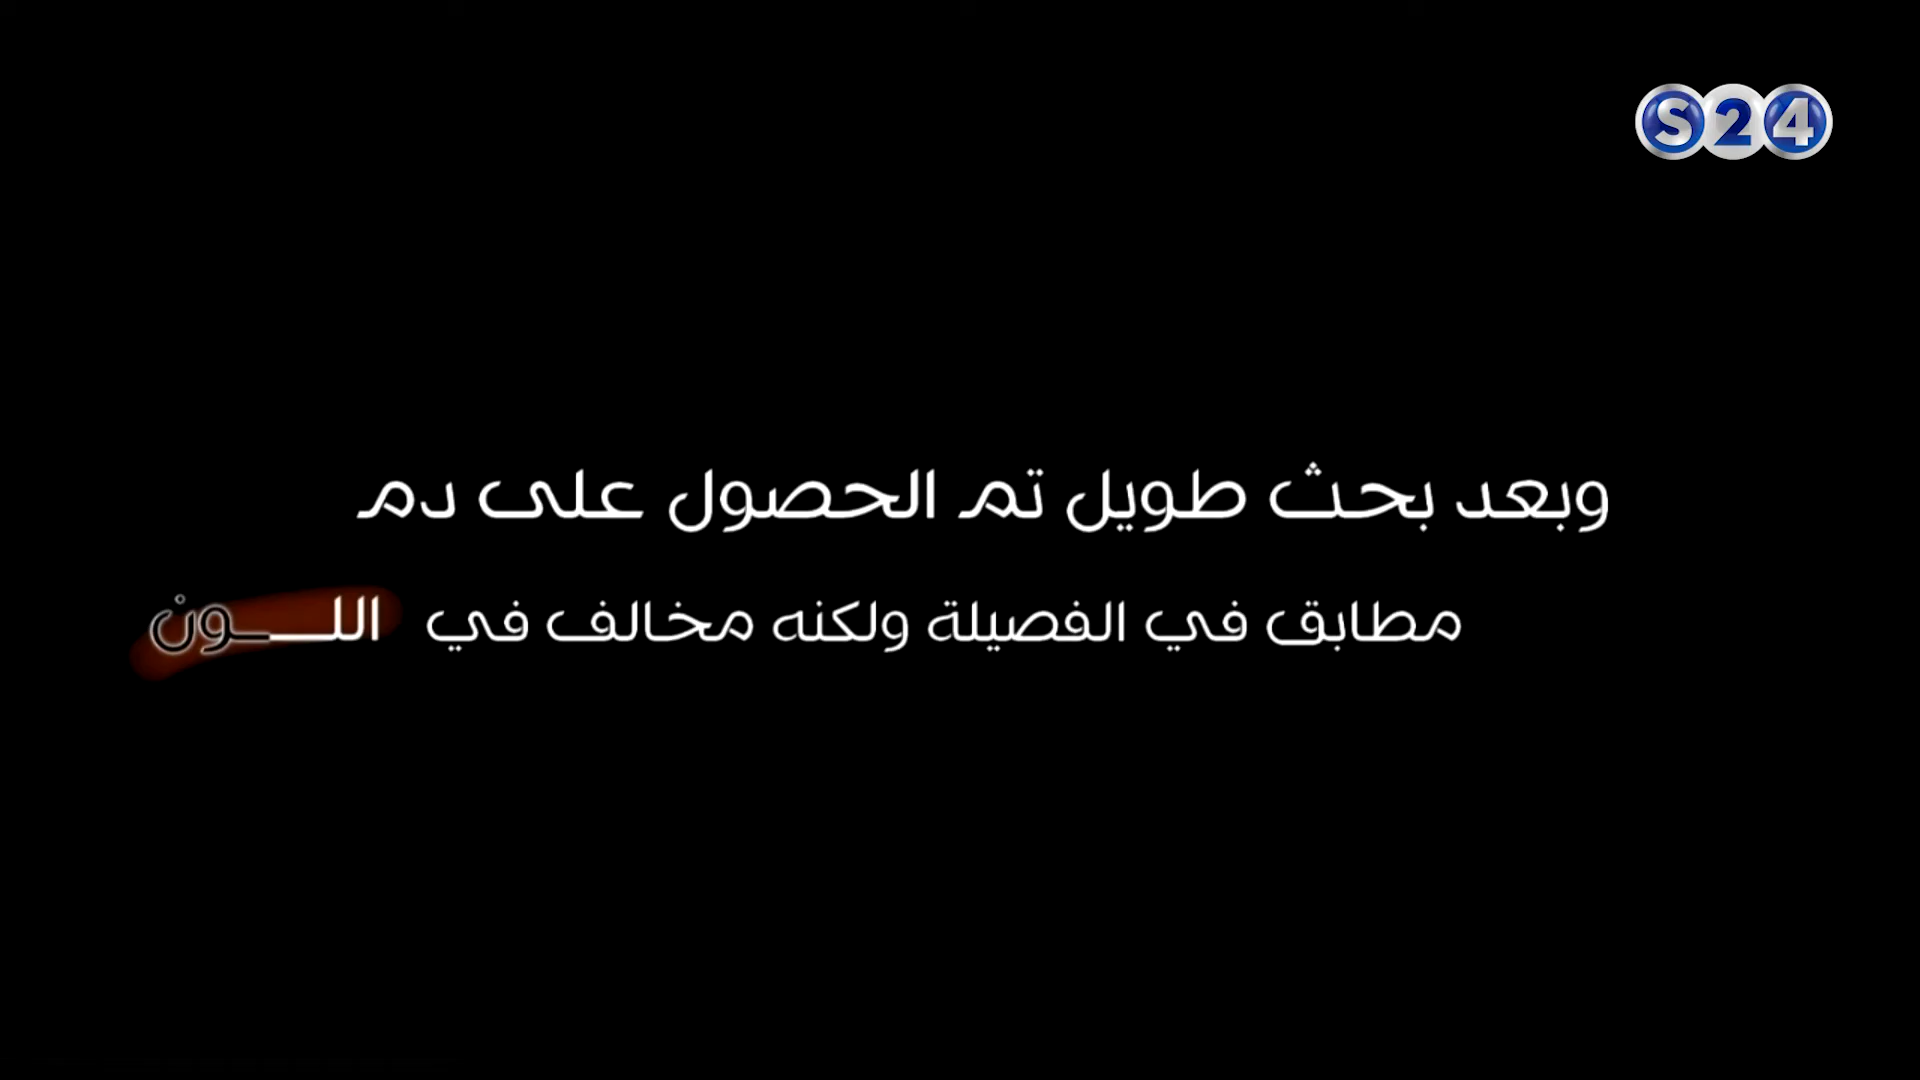 S24
وبعد بحث طويل تم الحصول على دم
مطابق في الفصيلة ولكنه مخالف في اللـــون